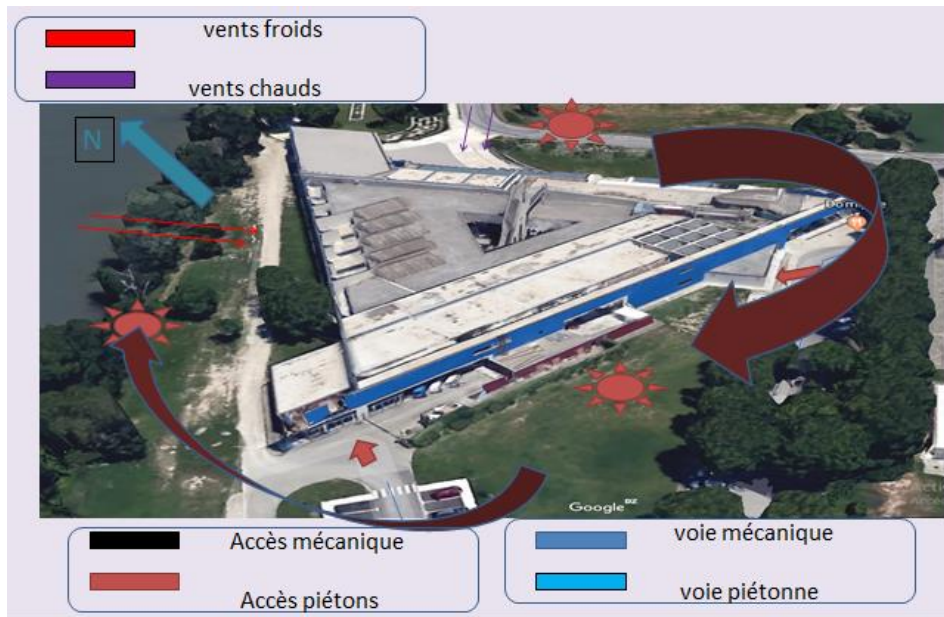 vents froids
vents chauds
N
Accès mécanique
Accès piétons
voie mécanique
voie piétonne
Google